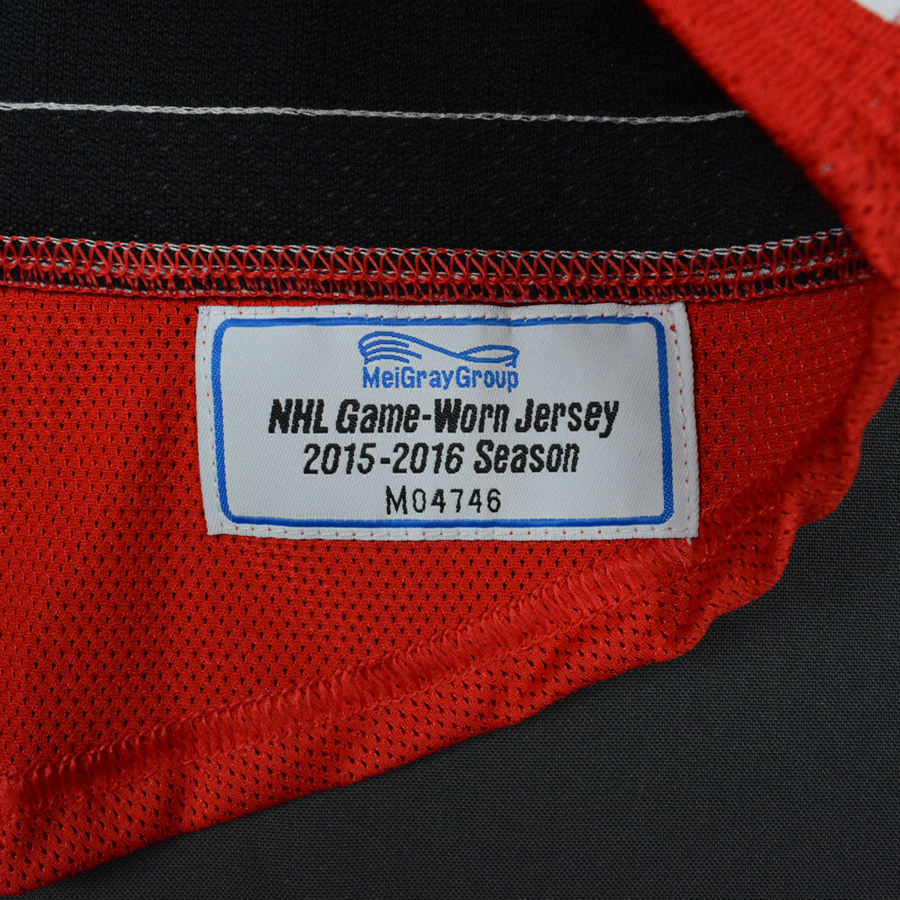 MeiGrayGroup
NHL Game-Worn Jersey
2015-2016 Season
M04746